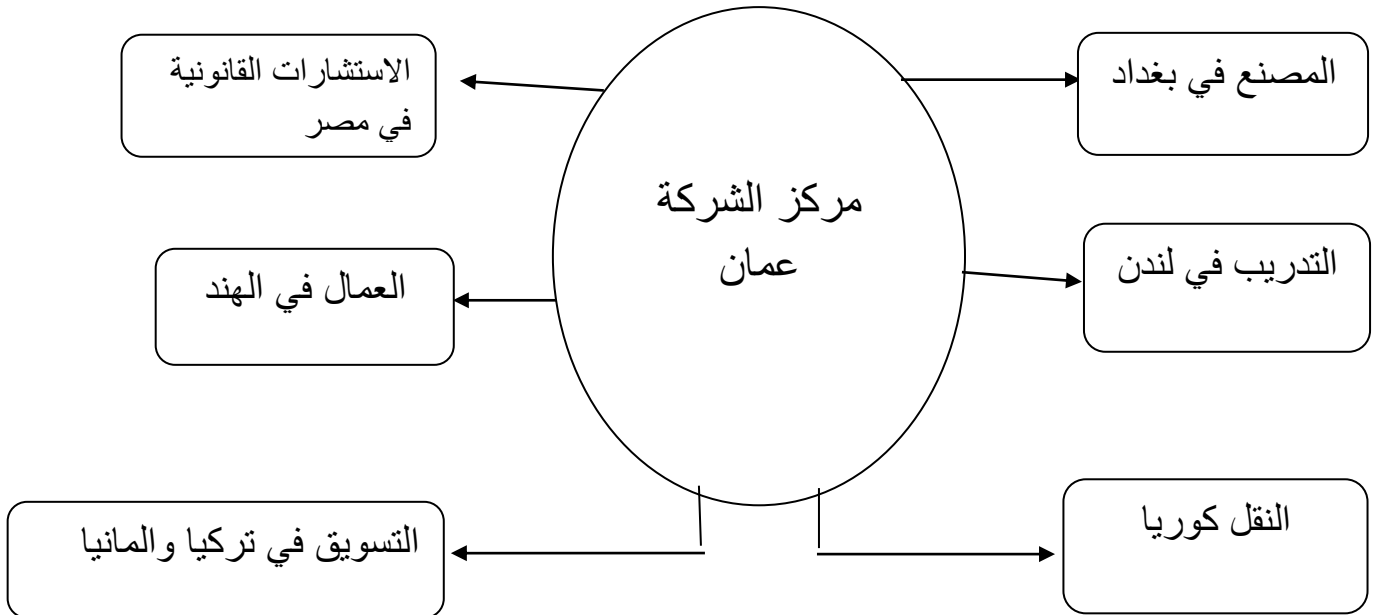 المصنع في بغداد
الاستشارات القانونية
في مصر
مركز الشركة
عمان
التدريب في لندن
العمال في الهند
النقل كوريا
التسويق في تركيا والمانيا